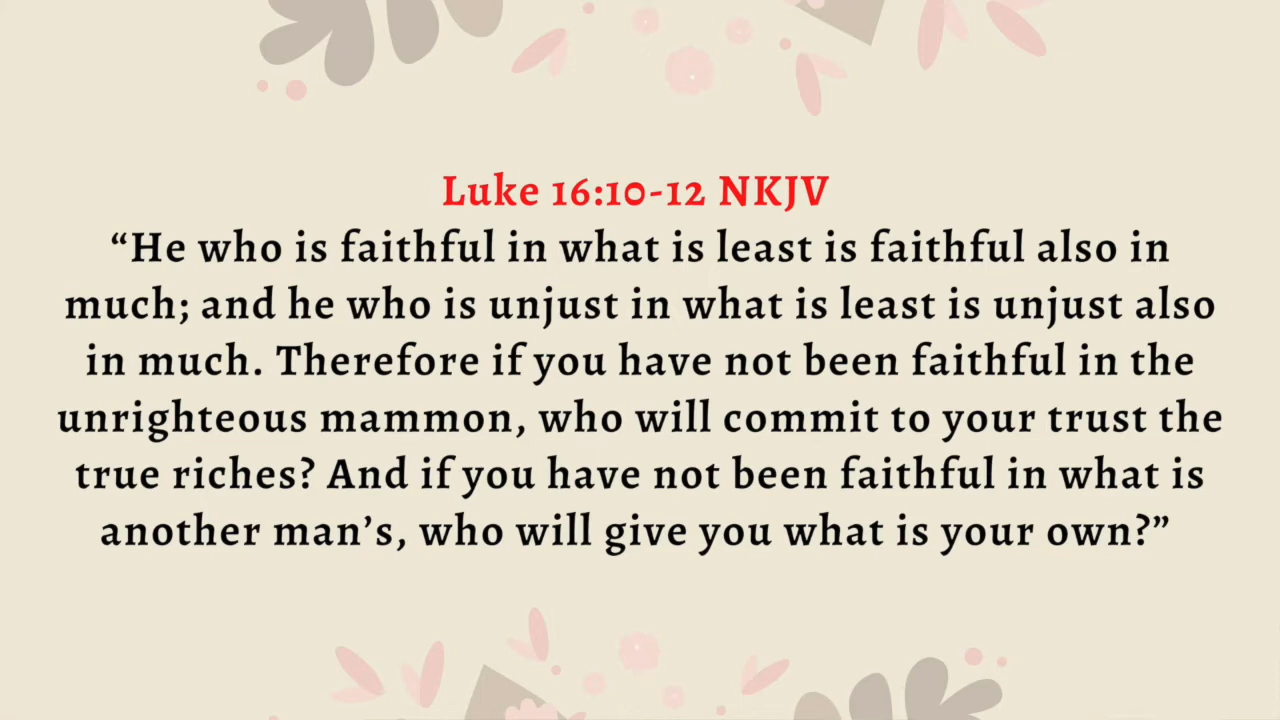 Luke 16:10-12 NKJV
“He who is faithful in what is least is faithful also in
much; and he who is unjust in what is least is unjust also
in much. Therefore if you have not been faithful in the
unrighteous mammon, who will commit to your trust the
true riches? And if you have not been faithful in what is
another man’s, who will give you what is your own?”